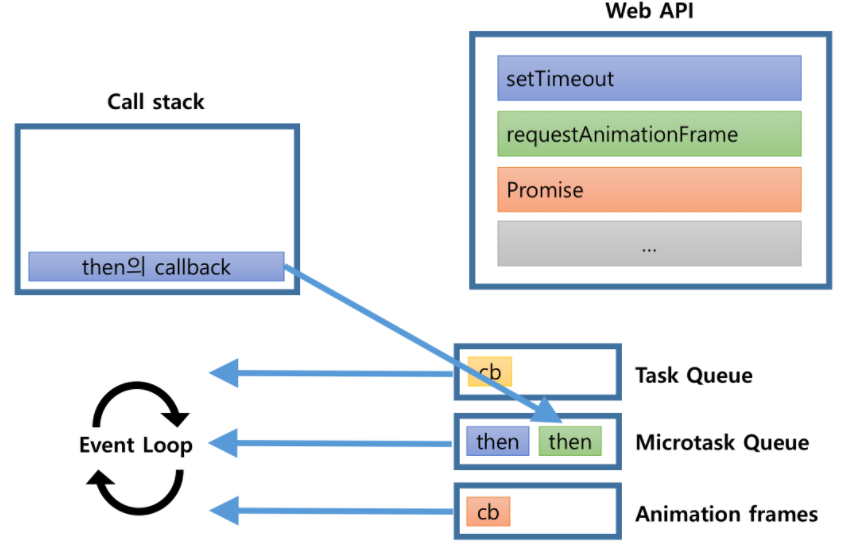 Web API
setTimeout
requestAnimationFrame
Promise
...
Call stack
then의 callback
cb
Task Queue
Event Loop
then then
Microtask Queue
cb
Animation frames